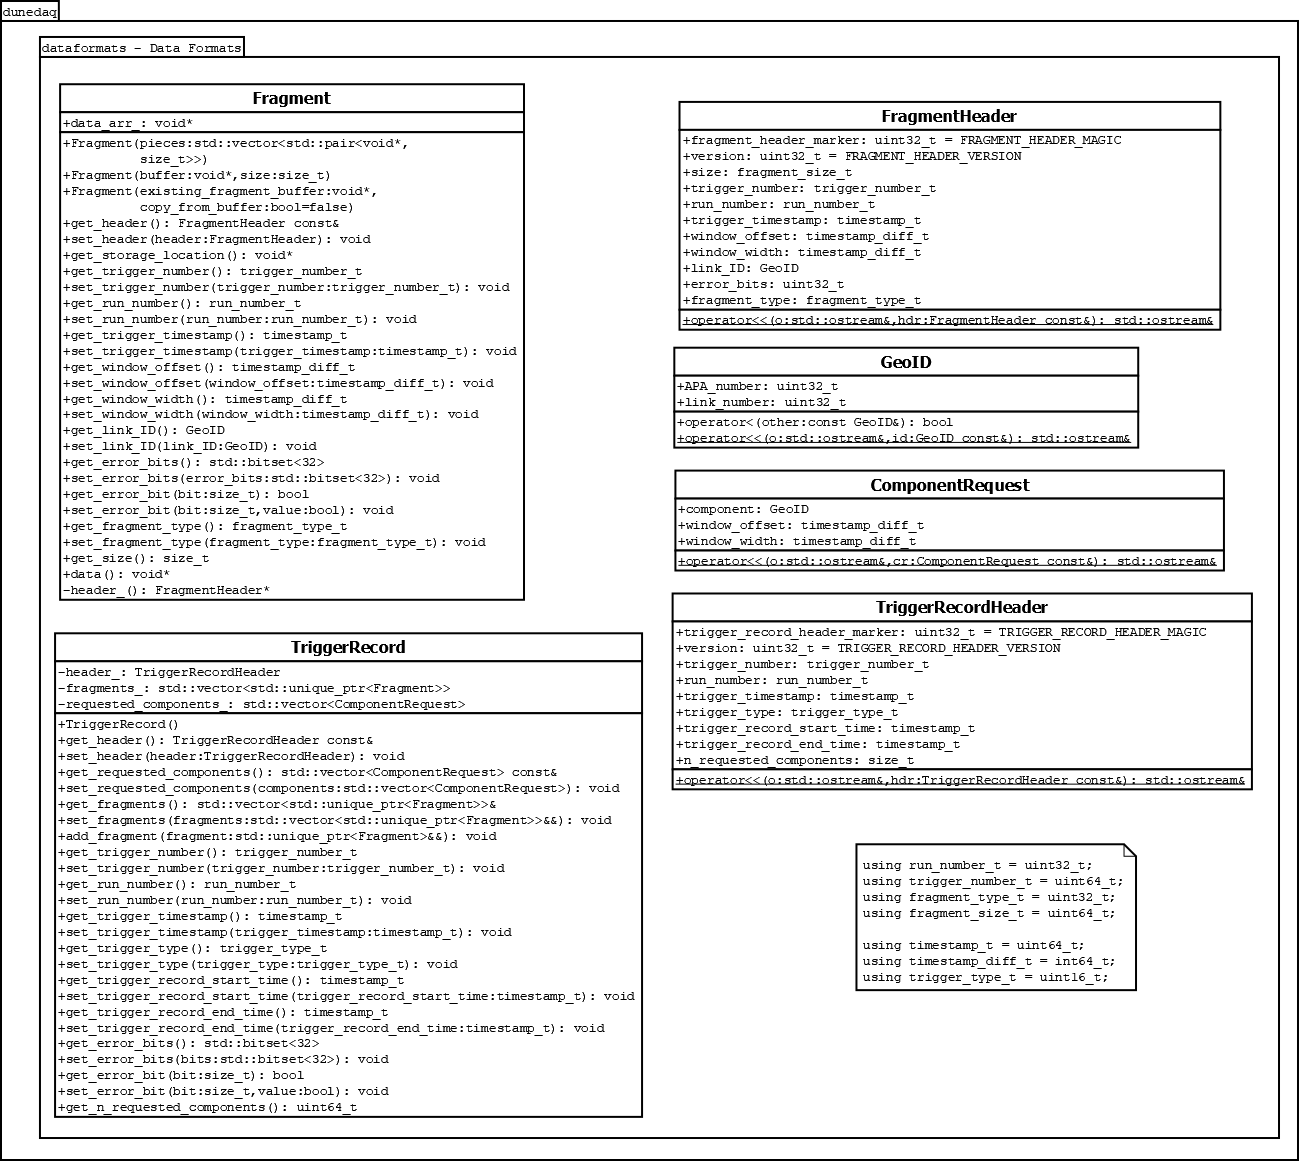 dunedaq
dataformats - Data Formats
Fragment
+data_arr_: void*
+Fragment(pieces:std::vector<std::pair<void*,
size_t>>)
+Fragment(buffer:void*,size:size_t)
+Fragment(existing_fragment_buffer:void*,
copy_from_buffer:bool=false)
+get_header(): FragmentHeader const&
+set_header(header:FragmentHeader): void
+get_storage_location(): void*
+get_trigger_number(): trigger_number_t
+set_trigger_number(trigger_number:trigger_number_t): void
+get_run_number(): run_number_t
+set_run_number(run_number:run_number_t): void
+get_trigger_timestamp(): timestamp_t
+set_trigger_timestamp(trigger_timestamp:timestamp_t): void
+get_window_offset(): timestamp_diff_t
+set_window_offset(window_offset:timestamp_diff_t): void
+get_window_width(): timestamp_diff_t
+set_window_width(window_width:timestamp_diff_t): void
+get_link_ID(): GeoID
+set_link_ID(link_ID:GeoID): void
+get_error_bits(): std::bitset<32>
+set_error_bits(error_bits:std::bitset<32>): void
+get_error_bit(bit:size_t): bool
+set_error_bit(bit:size_t,value:bool): void
+get_fragment_type(): fragment_type_t
+set_fragment_type(fragment_type:fragment_type_t): void
+get_size(): size_t
+data(): void*
-header_(): FragmentHeader*
TriggerRecord
-header_: TriggerRecordHeader
-fragments_: std::vector<std::unique_ptr<Fragment>>
-requested_components_: std::vector<ComponentRequest>
+TriggerRecord()
+get_header(): TriggerRecordHeader const&
+set_header(header:TriggerRecordHeader): void
+get_requested_components(): std::vector<ComponentRequest> const&
+set_requested_components(components:std::vector<ComponentRequest>): void
+get_fragments(): std::vector<std::unique_ptr<Fragment>>&
+set_fragments(fragments:std::vector<std::unique_ptr<Fragment>>&&): void
+add_fragment(fragment:std::unique_ptr<Fragment>&&): void
+get_trigger_number(): trigger_number_t
+set_trigger_number(trigger_number:trigger_number_t): void
+get_run_number(): run_number_t
+set_run_number(run_number:run_number_t): void
+get_trigger_timestamp(): timestamp_t
+set_trigger_timestamp(trigger_timestamp:timestamp_t): void
+get_trigger_type(): trigger_type_t
+set_trigger_type(trigger_type:trigger_type_t): void
+get_trigger_record_start_time(): timestamp_t
+set_trigger_record_start_time(trigger_record_start_time:timestamp_t): void
+get_trigger_record_end_time(): timestamp_t
+set_trigger_record_end_time(trigger_record_end_time:timestamp_t): void
+get_error_bits(): std::bitset<32>
+set_error_bits(bits:std::bitset<32>): void
+get_error_bit(bit:size_t): bool
+set_error_bit(bit:size_t,value:bool): void
+get_n_requested_components(): uint64_t
FragmentHeader
+fragment_header_marker: uint32_t = FRAGMENT_HEADER_MAGIC
+version: uint32_t = FRAGMENT_HEADER_VERSION
+size: fragment_size_t
+trigger_number: trigger_number_t
+run_number: run_number_t
+trigger_timestamp: timestamp_t
+window_offset: timestamp_diff_t
+window_width: timestamp_diff_t
+link_ID: GeoID
+error_bits: uint32_t
+fragment_type: fragment_type_t
+operator<<(o:std::ostream&,hdr:FragmentHeader const&): std::ostream&
GeoID
+APA_number: uint32_t
+link_number: uint32_t
+operator<(other:const GeoID&): bool
+operator<<(o:std::ostream&,id:GeoID const&): std::ostream&
ComponentRequest
+component: GeoID
+window_offset: timestamp_diff_t
+window_width: timestamp_diff_t
+operator<<(o:std::ostream&,cr:ComponentRequest const&): std::ostream&
TriggerRecordHeader
+trigger_record_header_marker: uint32_t = TRIGGER_RECORD_HEADER_MAGIC
+version: uint32_t = TRIGGER_RECORD_HEADER_VERSION
+trigger_number: trigger_number_t
+run_number: run_number_t
+trigger_timestamp: timestamp_t
+trigger_type: trigger_type_t
+trigger_record_start_time: timestamp_t
+trigger_record_end_time: timestamp_t
+n_requested_components: size_t
+operator<<(o:std::ostream&,hdr:TriggerRecordHeader const&): std::ostream&
using run_number_t = uint32_t;
using trigger_number_t = uint64_t;
using fragment_type_t = uint32_t;
using fragment_size_t = uint64_t;
using timestamp_t = uint64_t;
using timestamp_diff_t = int64_t;
using trigger_type_t = uint16_t;